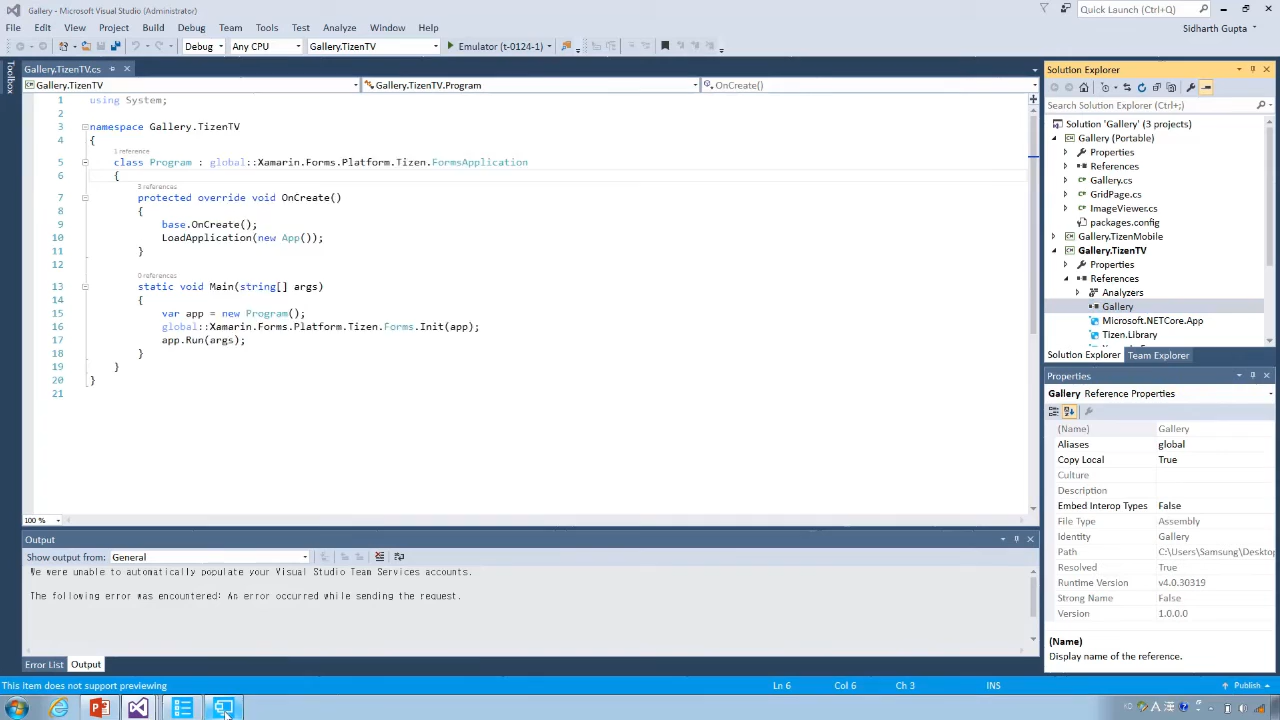 Gallery - Microsoft Visual Studio (Administrator)
Quick Launch (Ctrl+Q)
File Edit View Project Build Debug Team Tools Test Analyze Window Help
Sidharth Gupta
Debug Any CPU Gallery.TizenTV Emulator (t-0124-1)
Toolbox
Gallery.TizenTV.cs
Gallery.TizenTV Gallery.TizenTV.Program OnCreate()
1 using System;
2
3 namespace Gallery.TizenTV
4 {
1 reference
5 class Program : global::Xamarin.Forms.Platform.Tizen.FormsApplication
6 {
3 references
7 protected override void OnCreate()
8 {
9 base.OnCreate();
10 LoadApplication(new App());
11 }
12
0 references
13 static void Main(string[] args)
14 {
15 var app = new Program();
16 global::Xamarin.Forms.Platform.Tizen.Forms.Init(app);
17 app.Run(args);
18 }
19 }
20 }
21
100 %
Output
Show output from: General
We were unable to automatically populate your Visual Studio Team Services accounts.
The following error was encountered: An error occurred while sending the request.
Error List Output
Solution Explorer
Search Solution Explorer (Ctrl+;)
Solution 'Gallery' (3 projects)
Gallery (Portable)
Properties
References
Gallery.cs
GridPage.cs
ImageViewer.cs
packages.config
Gallery.TizenMobile
Gallery.TizenTV
Properties
References
Analyzers
Gallery
Microsoft.NETCore.App
Tizen.Library
Solution Explorer Team Explorer
Properties
Gallery Reference Properties
(Name) Gallery
Aliases global
Copy Local True
Culture
Description
Embed Interop Types False
File Type Assembly
Identity Gallery
Path C:\Users\Samsung\Desktop
Resolved True
Runtime Version v4.0.30319
Strong Name False
Version 1.0.0.0
(Name)
Display name of the reference.
This item does not support previewing Ln 6 Col 6 Ch 3 INS Publish